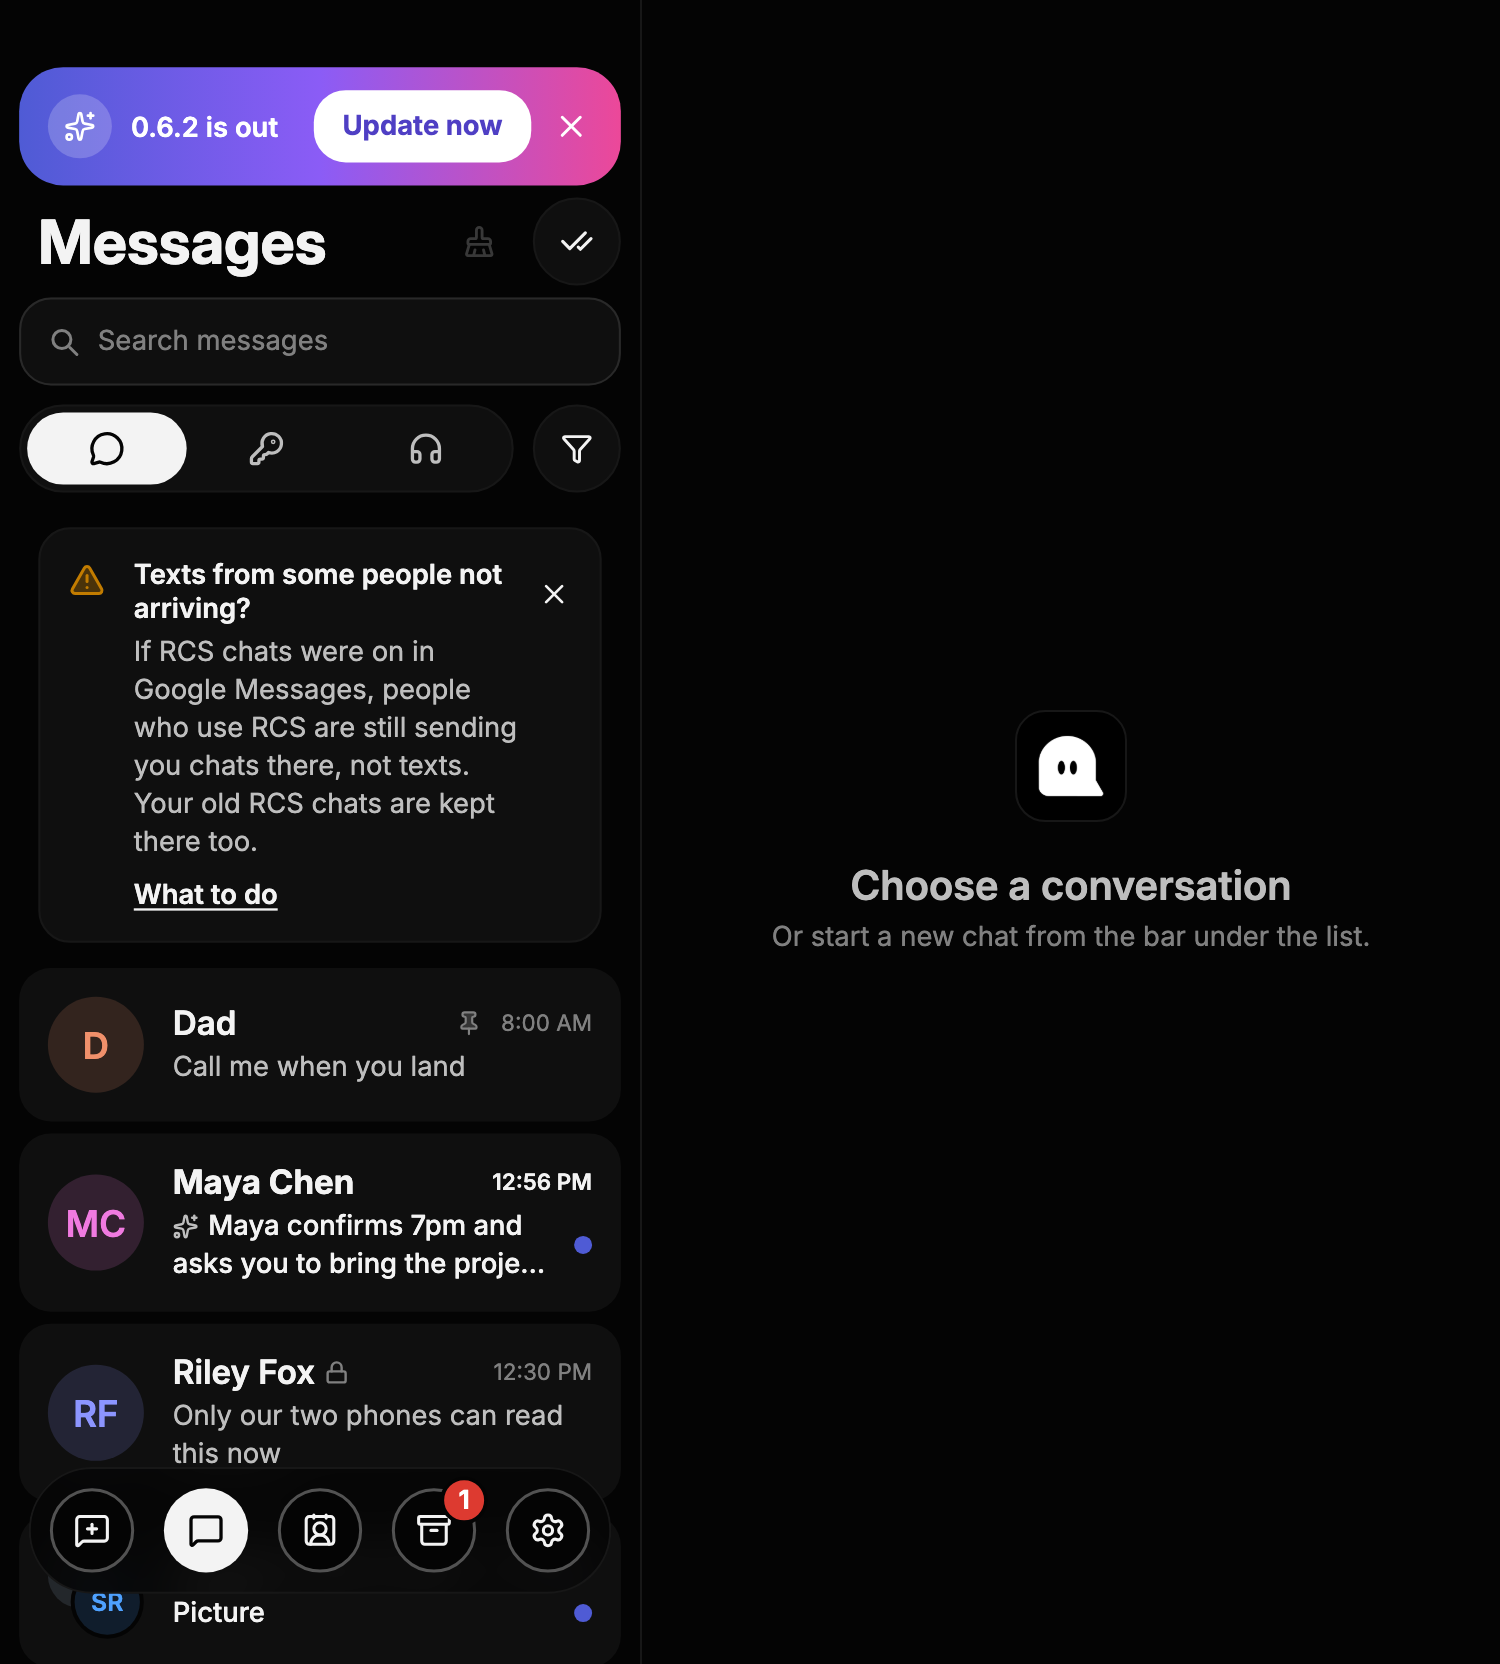 0.6.2 is out
Update now
Messages
Search messages
Texts from some people not
arriving?
If RCS chats were on in
Google Messages, people
who use RCS are still sending
you chats there, not texts.
Your old RCS chats are kept
there too.
What to do
D
Dad
8:00 AM
Call me when you land
MC
Maya Chen
12:56 PM
Maya confirms 7pm and
asks you to bring the proje...
RF
Riley Fox
12:30 PM
Only our two phones can read
this now
1
SR
Picture
Choose a conversation
Or start a new chat from the bar under the list.